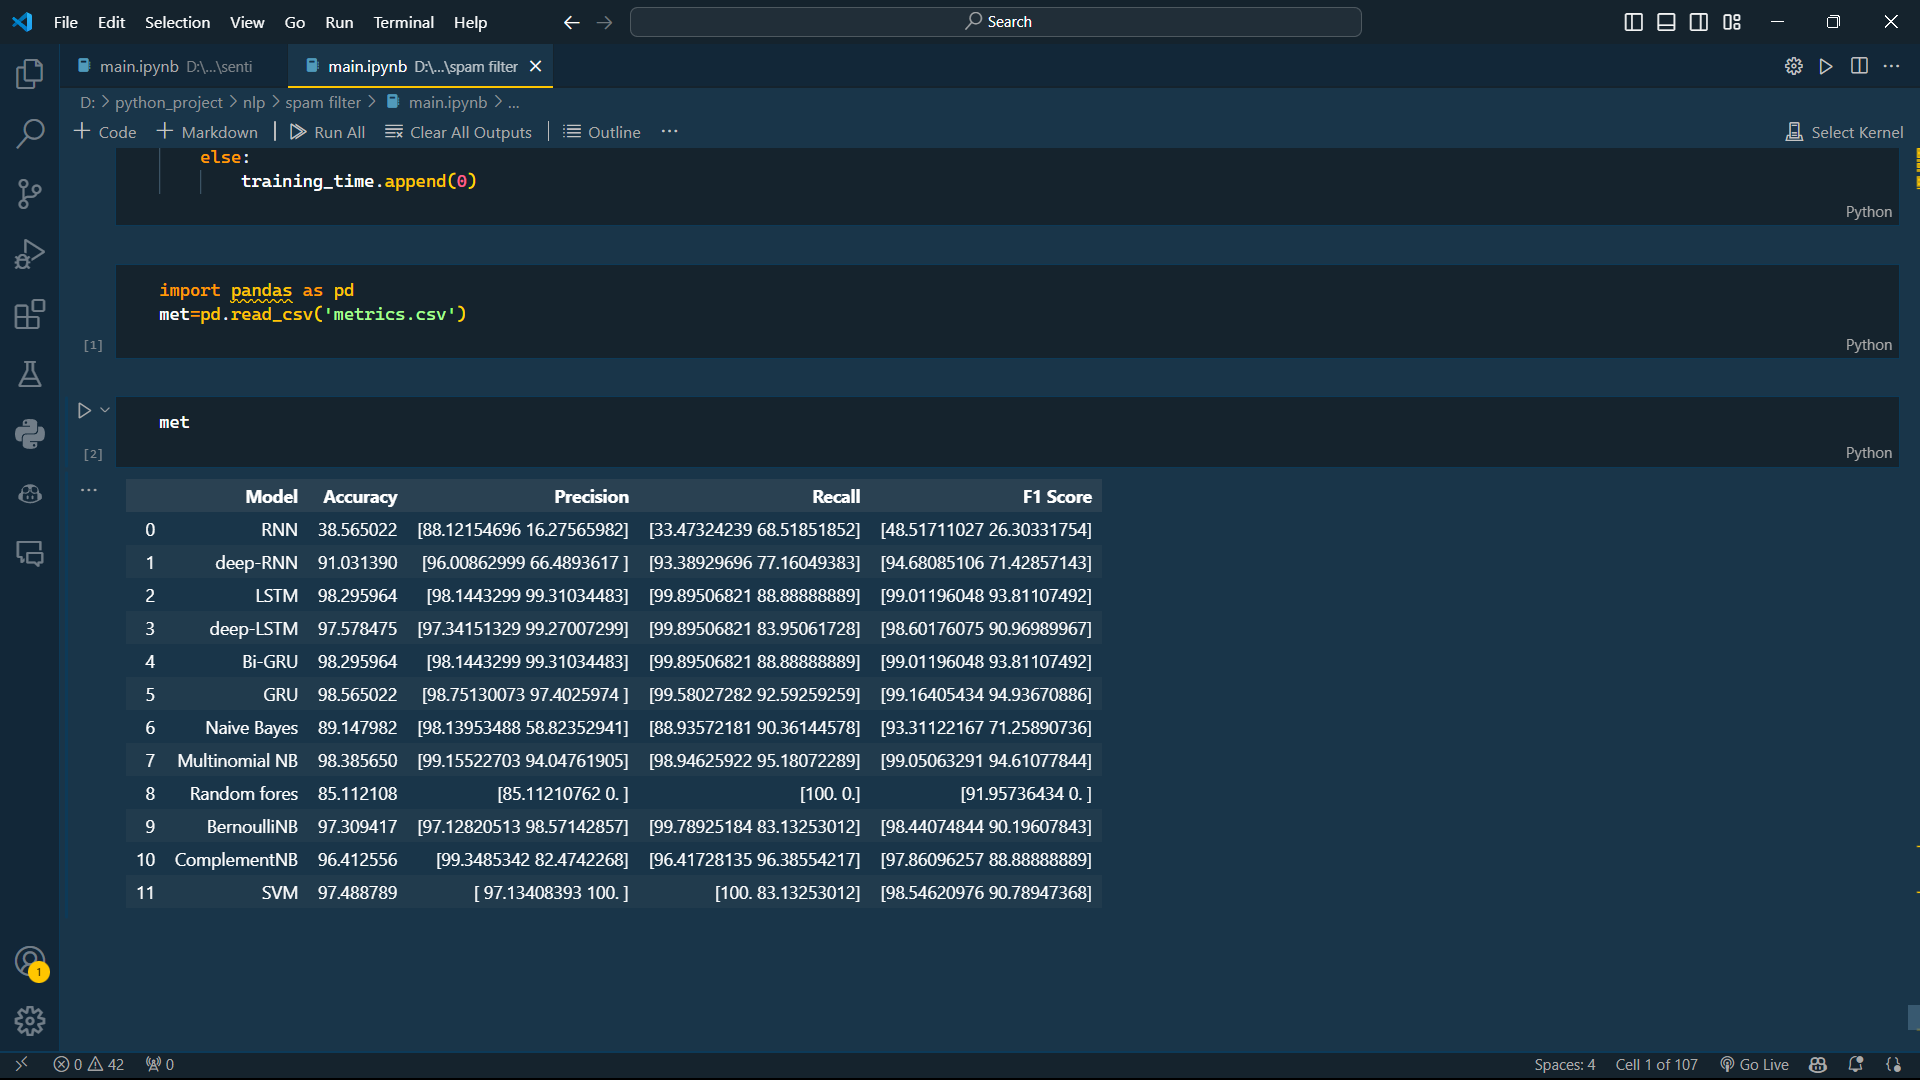 File Edit Selection View Go Run Terminal Help
Search
main.ipynb D:\...\senti
main.ipynb D:\...\spam filter
D: > python_project > nlp > spam filter > main.ipynb > ...
+ Code + Markdown Run All Clear All Outputs Outline ... Select Kernel
else:
training_time.append(0)
Python
import pandas as pd
met=pd.read_csv('metrics.csv')
[1] Python
met
[2] Python
Model Accuracy Precision Recall F1 Score
0 RNN 38.565022 [88.12154696 16.27565982] [33.47324239 68.51851852] [48.51711027 26.30331754]
1 deep-RNN 91.031390 [96.00862999 66.4893617 ] [93.38929696 77.16049383] [94.68085106 71.42857143]
2 LSTM 98.295964 [98.1443299 99.31034483] [99.89506821 88.88888889] [99.01196048 93.81107492]
3 deep-LSTM 97.578475 [97.34151329 99.27007299] [99.89506821 83.95061728] [98.60176075 90.96989967]
4 Bi-GRU 98.295964 [98.1443299 99.31034483] [99.89506821 88.88888889] [99.01196048 93.81107492]
5 GRU 98.565022 [98.75130073 97.4025974 ] [99.58027282 92.59259259] [99.16405434 94.93670886]
6 Naive Bayes 89.147982 [98.13953488 58.82352941] [88.93572181 90.36144578] [93.31122167 71.25890736]
7 Multinomial NB 98.385650 [99.15522703 94.04761905] [98.94625922 95.18072289] [99.05063291 94.61077844]
8 Random fores 85.112108 [85.11210762 0. ] [100. 0.] [91.95736434 0. ]
9 BernoulliNB 97.309417 [97.12820513 98.57142857] [99.78925184 83.13253012] [98.44074844 90.19607843]
10 ComplementNB 96.412556 [99.3485342 82.4742268] [96.41728135 96.38554217] [97.86096257 88.88888889]
11 SVM 97.488789 [ 97.13408393 100. ] [100. 83.13253012] [98.54620976 90.78947368]
1
0 42 0 Spaces: 4 Cell 1 of 107 Go Live